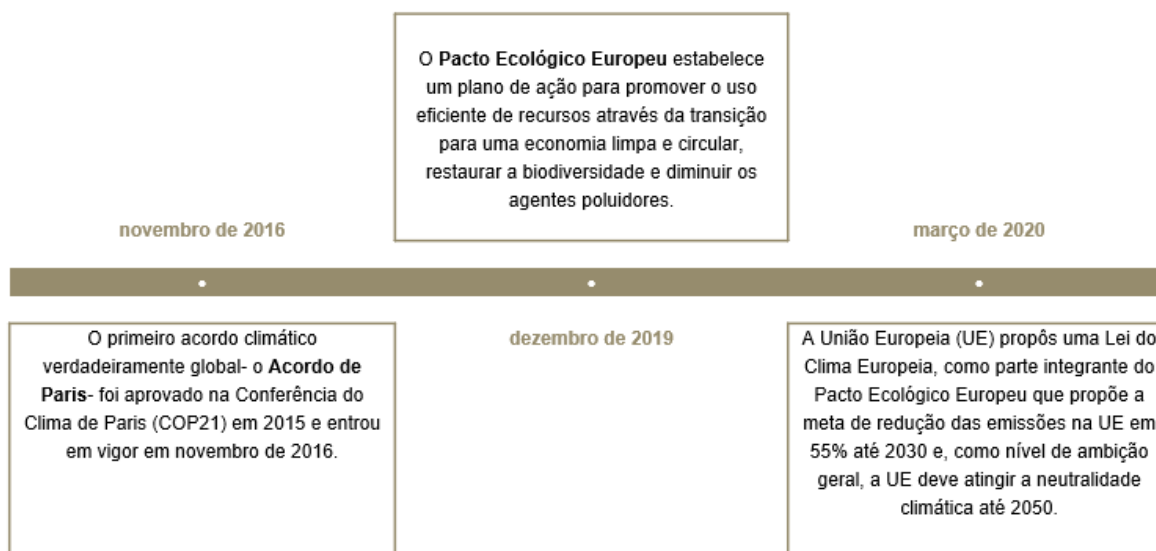 O Pacto Ecológico Europeu estabelece
um plano de ação para promover o uso
eficiente de recursos através da transição
para uma economia limpa e circular,
restaurar a biodiversidade e diminuir os
agentes poluidores.
novembro de 2016
março de 2020
O primeiro acordo climático
verdadeiramente global- o Acordo de
Paris- foi aprovado na Conferência do
Clima de Paris (COP21) em 2015 e entrou
em vigor em novembro de 2016.
dezembro de 2019
A União Europeia (UE) propôs uma Lei do
Clima Europeia, como parte integrante do
Pacto Ecológico Europeu que propõe a
meta de redução das emissões na UE em
55% até 2030 e, como nível de ambição
geral, a UE deve atingir a neutralidade
climática até 2050.